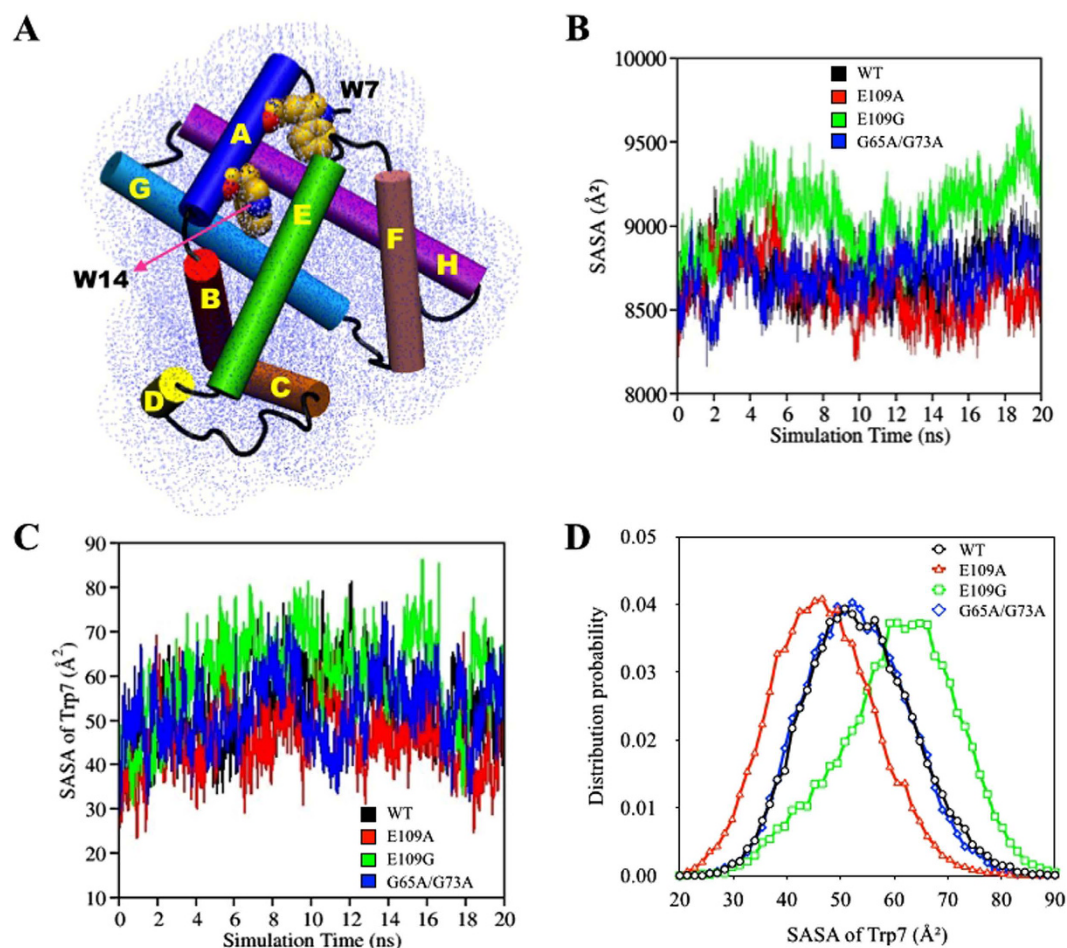 A
W7
A
G
E
F
H
W14
B
D
C
B
10000
9500
9000
8500
8000
SASA (Å²)
WT
E109A
E109G
G65A/G73A
0 2 4 6 8 10 12 14 16 18 20
Simulation Time (ns)
C
90
80
70
60
50
40
30
20
10
SASA of Trp7 (Å²)
WT
E109A
E109G
G65A/G73A
0 2 4 6 8 10 12 14 16 18 20
Simulation Time (ns)
D
0.05
0.04
0.03
0.02
0.01
0.00
Distribution probability
WT
E109A
E109G
G65A/G73A
20 30 40 50 60 70 80 90
SASA of Trp7 (Å²)